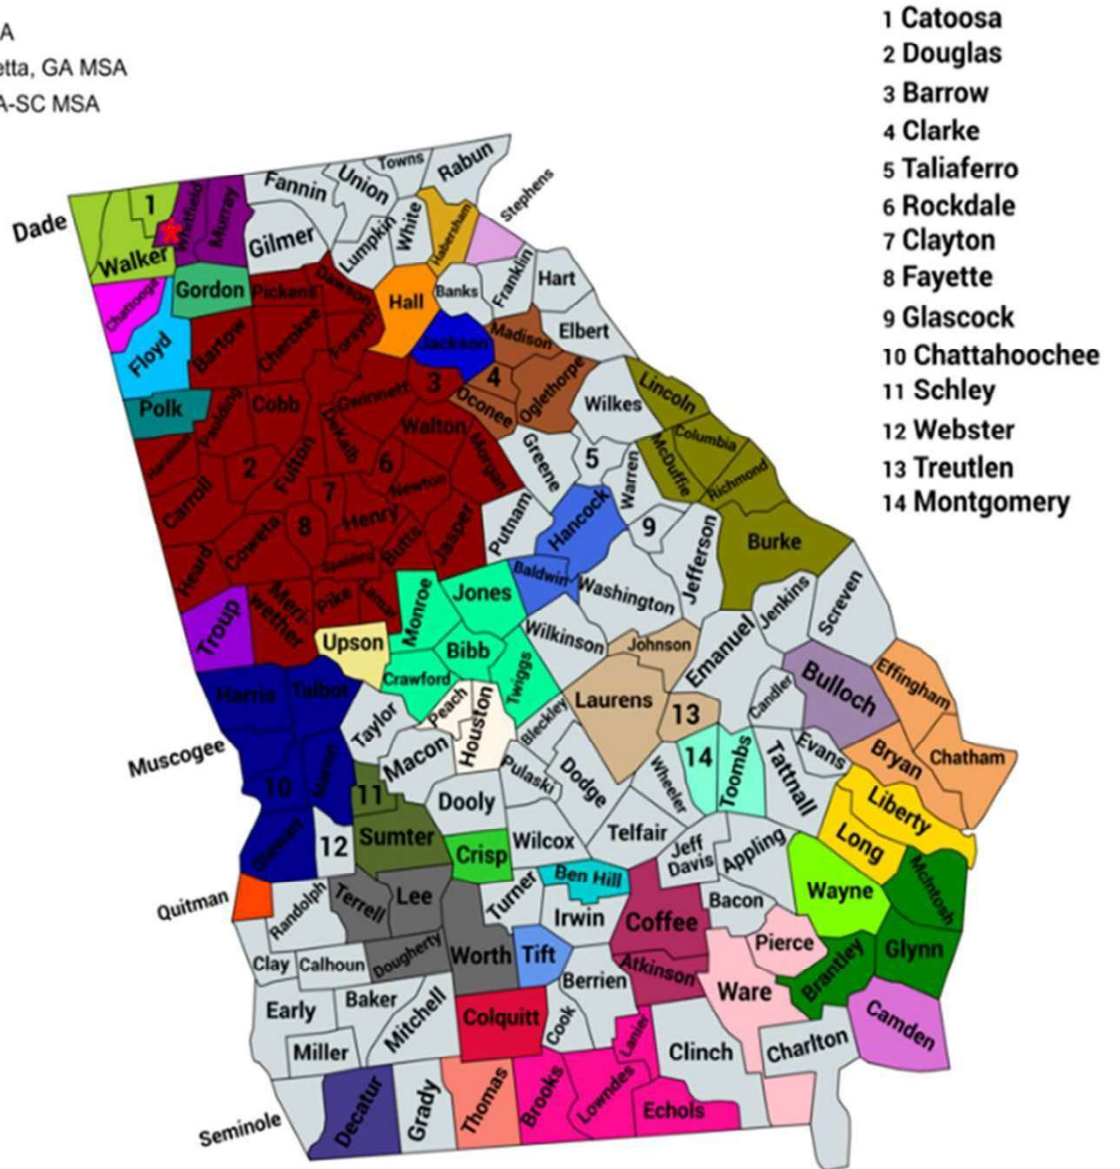 A
etta, GA MSA
A-SC MSA
1 Catoosa
2 Douglas
3 Barrow
4 Clarke
5 Taliaferro
6 Rockdale
7 Clayton
8 Fayette
9 Glascock
10 Chattahoochee
11 Schley
12 Webster
13 Treutlen
14 Montgomery
Dade
1
Walker
Whitfield
Murray
Fannin
Union
Towns
Rabun
Stephens
Gilmer
Lumpkin
White
Habersham
Chattooga
Gordon
Pickens
Dawson
Hall
Banks
Franklin
Hart
Floyd
Bartow
Cherokee
Forsyth
Jackson
Madison
Elbert
Polk
Paulding
Cobb
Gwinnett
3
4
Oconee
Oglethorpe
Wilkes
Lincoln
Haralson
2
Fulton
DeKalb
6
Walton
Morgan
Greene
5
Warren
McDuffie
Columbia
Richmond
Carroll
7
Newton
Coweta
8
Henry
Butts
Jasper
Putnam
Hancock
9
Jefferson
Burke
Heard
Spalding
Baldwin
Washington
Jenkins
Screven
Troup
Meri-
wether
Pike
Lamar
Monroe
Jones
Upson
Crawford
Bibb
Twiggs
Wilkinson
Johnson
Emanuel
Candler
Bulloch
Effingham
Harris
Talbot
Taylor
Peach
Houston
Bleckley
Laurens
13
Muscogee
10
Marion
11
Macon
Pulaski
Dodge
Wheeler
14
Toombs
Tattnall
Evans
Bryan
Chatham
Stewart
12
Sumter
Dooly
Crisp
Wilcox
Telfair
Jeff
Davis
Appling
Long
Liberty
Quitman
Randolph
Terrell
Lee
Turner
Ben Hill
Irwin
Coffee
Bacon
Wayne
McIntosh
Clay
Calhoun
Dougherty
Worth
Tift
Berrien
Atkinson
Pierce
Ware
Brantley
Glynn
Early
Baker
Mitchell
Colquitt
Cook
Lanier
Clinch
Charlton
Camden
Miller
Seminole
Decatur
Grady
Thomas
Brooks
Lowndes
Echols